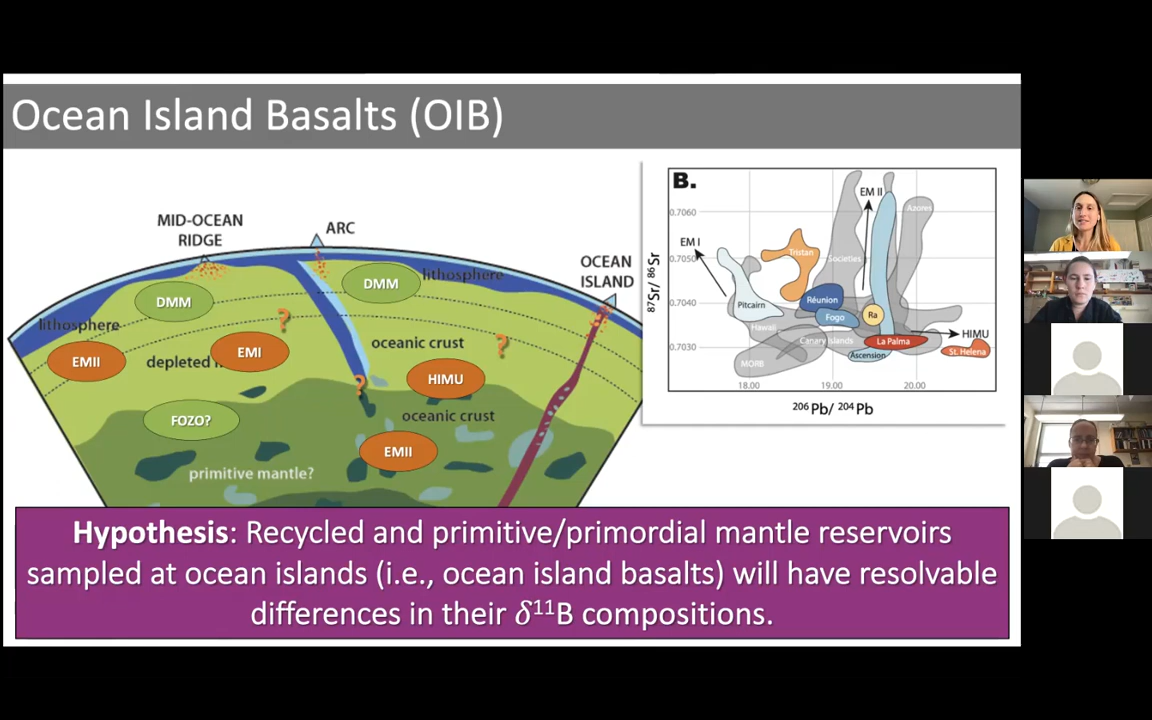 Ocean Island Basalts (OIB)
MID-OCEAN
RIDGE
ARC
OCEAN
ISLAND
DMM
DMM
lithosphere
lithosphere
EMII
depleted
EMI
?
?
?
oceanic crust
HIMU
FOZO?
oceanic crust
EMII
primitive mantle?
B.
EM II
0.7060
Azores
EM I
Tristan
0.7050
Societies
87Sr/ 86Sr
Pitcairn
Réunion
0.7040
Fogo
Ra
Hawaii
HIMU
Canary Islands
La Palma
0.7030
Ascension
St. Helena
MORB
18.00
19.00
20.00
206Pb/ 204Pb
Hypothesis: Recycled and primitive/primordial mantle reservoirs
sampled at ocean islands (i.e., ocean island basalts) will have resolvable
differences in their δ11B compositions.